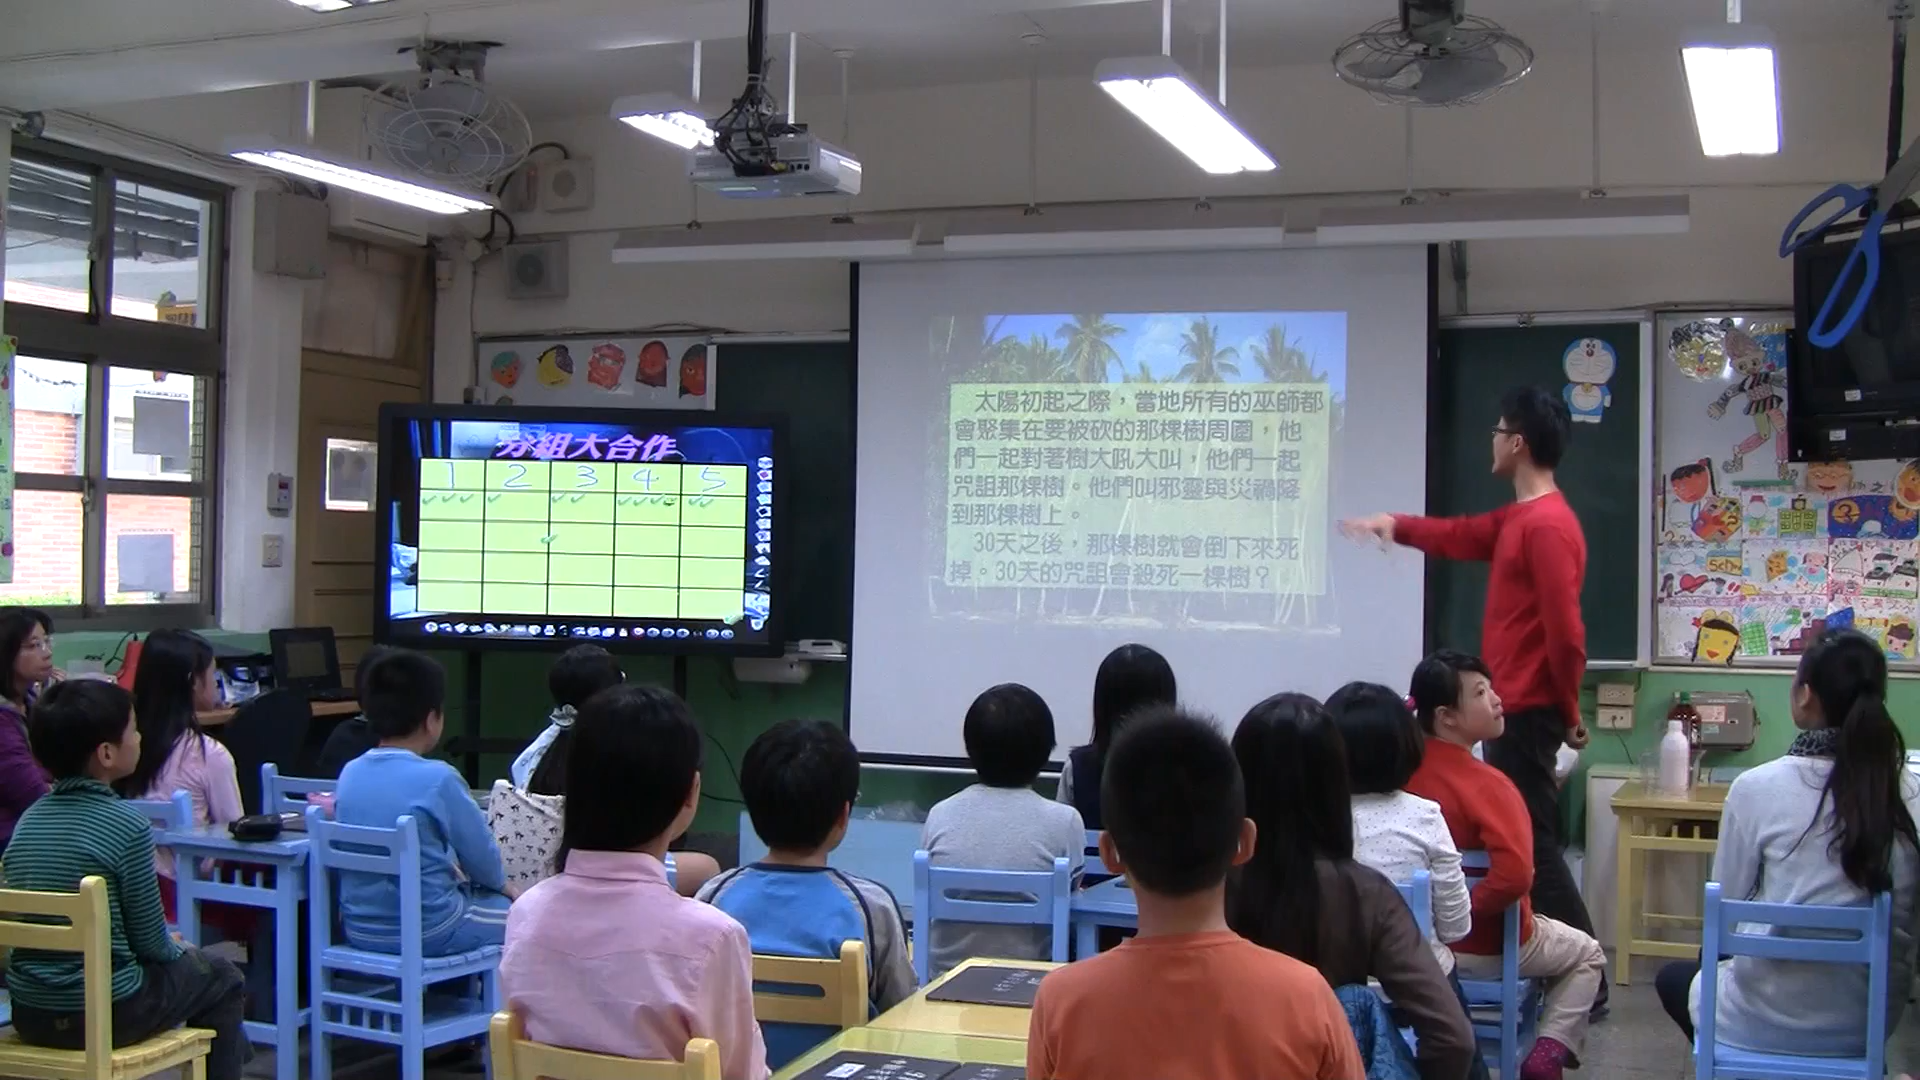 分組大合作
1 2 3 4 5
太陽初起之際，當地所有的巫師都
會聚集在要被砍的那棵樹周圍，他
們一起對著樹大吼大叫，他們一起
咒詛那棵樹。他們叫邪靈與災禍降
到那棵樹上。
30天之後，那棵樹就會倒下來死
掉。30天的咒詛會殺死一棵樹？